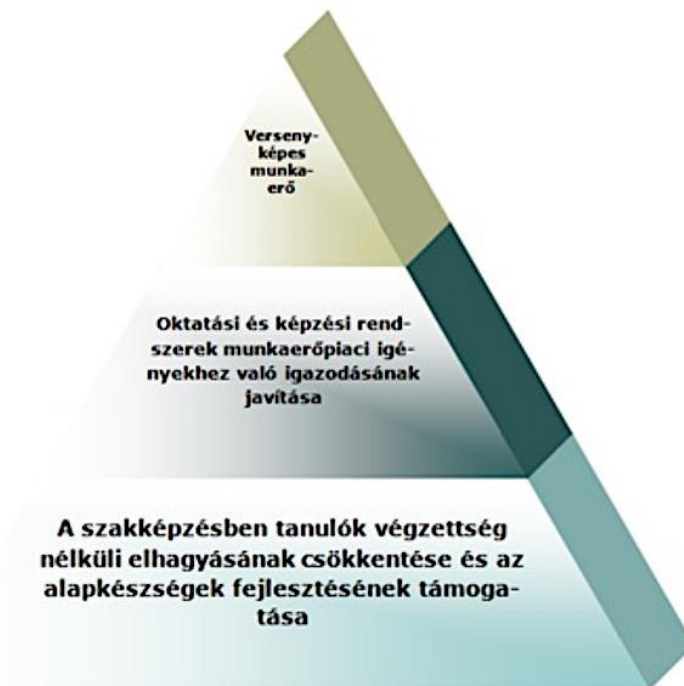 Verseny-
képes
munka-
erő
Oktatási és képzési rend-
szerek munkaerőpiaci igé-
nyekhez való igazodásának
javítása
A szakképzésben tanulók végzettség
nélküli elhagyásának csökkentése és az
alapkészségek fejlesztésének támoga-
tása